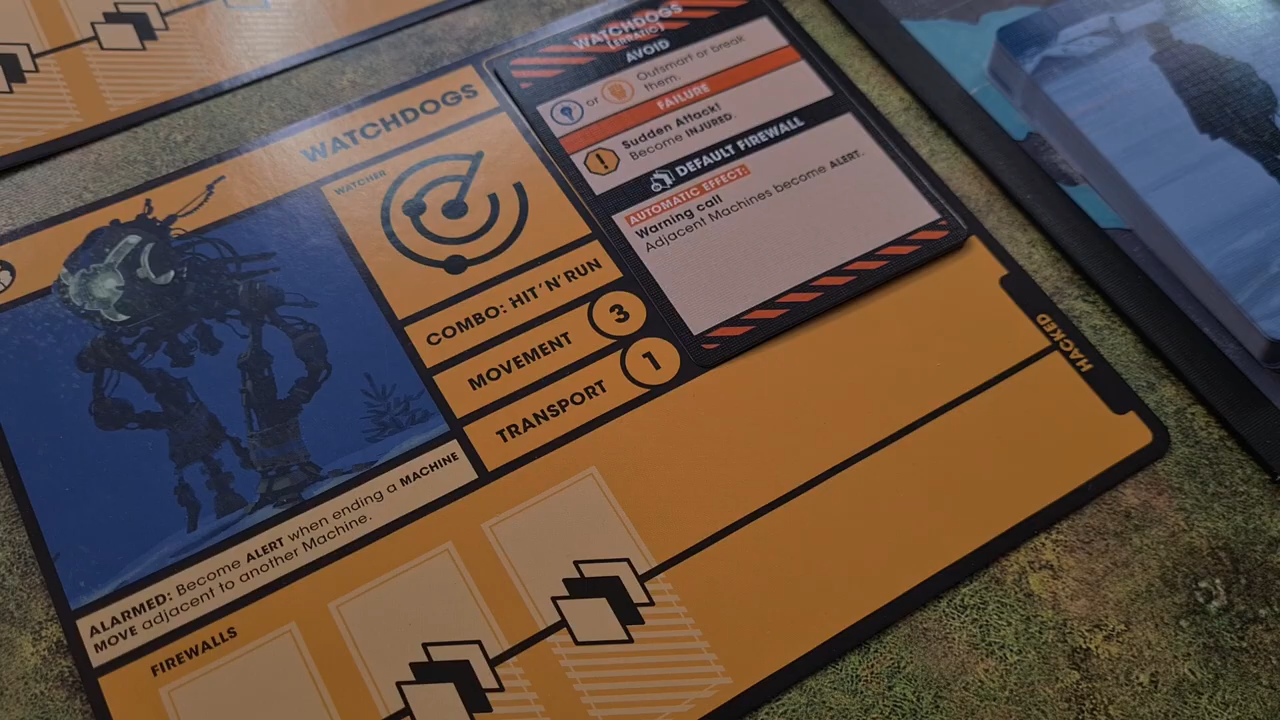 WATCHDOGS
WATCHER
COMBO: HIT'N'RUN
MOVEMENT 3
TRANSPORT 1
ALARMED: Become ALERT when ending a MACHINE
MOVE adjacent to another Machine.
FIREWALLS
WATCHDOGS
(ERRATIC)
AVOID
or
Outsmart or break
them.
FAILURE
Sudden Attack!
Become INJURED.
DEFAULT FIREWALL
AUTOMATIC EFFECT:
Warning call
Adjacent Machines become ALERT.
HACKED